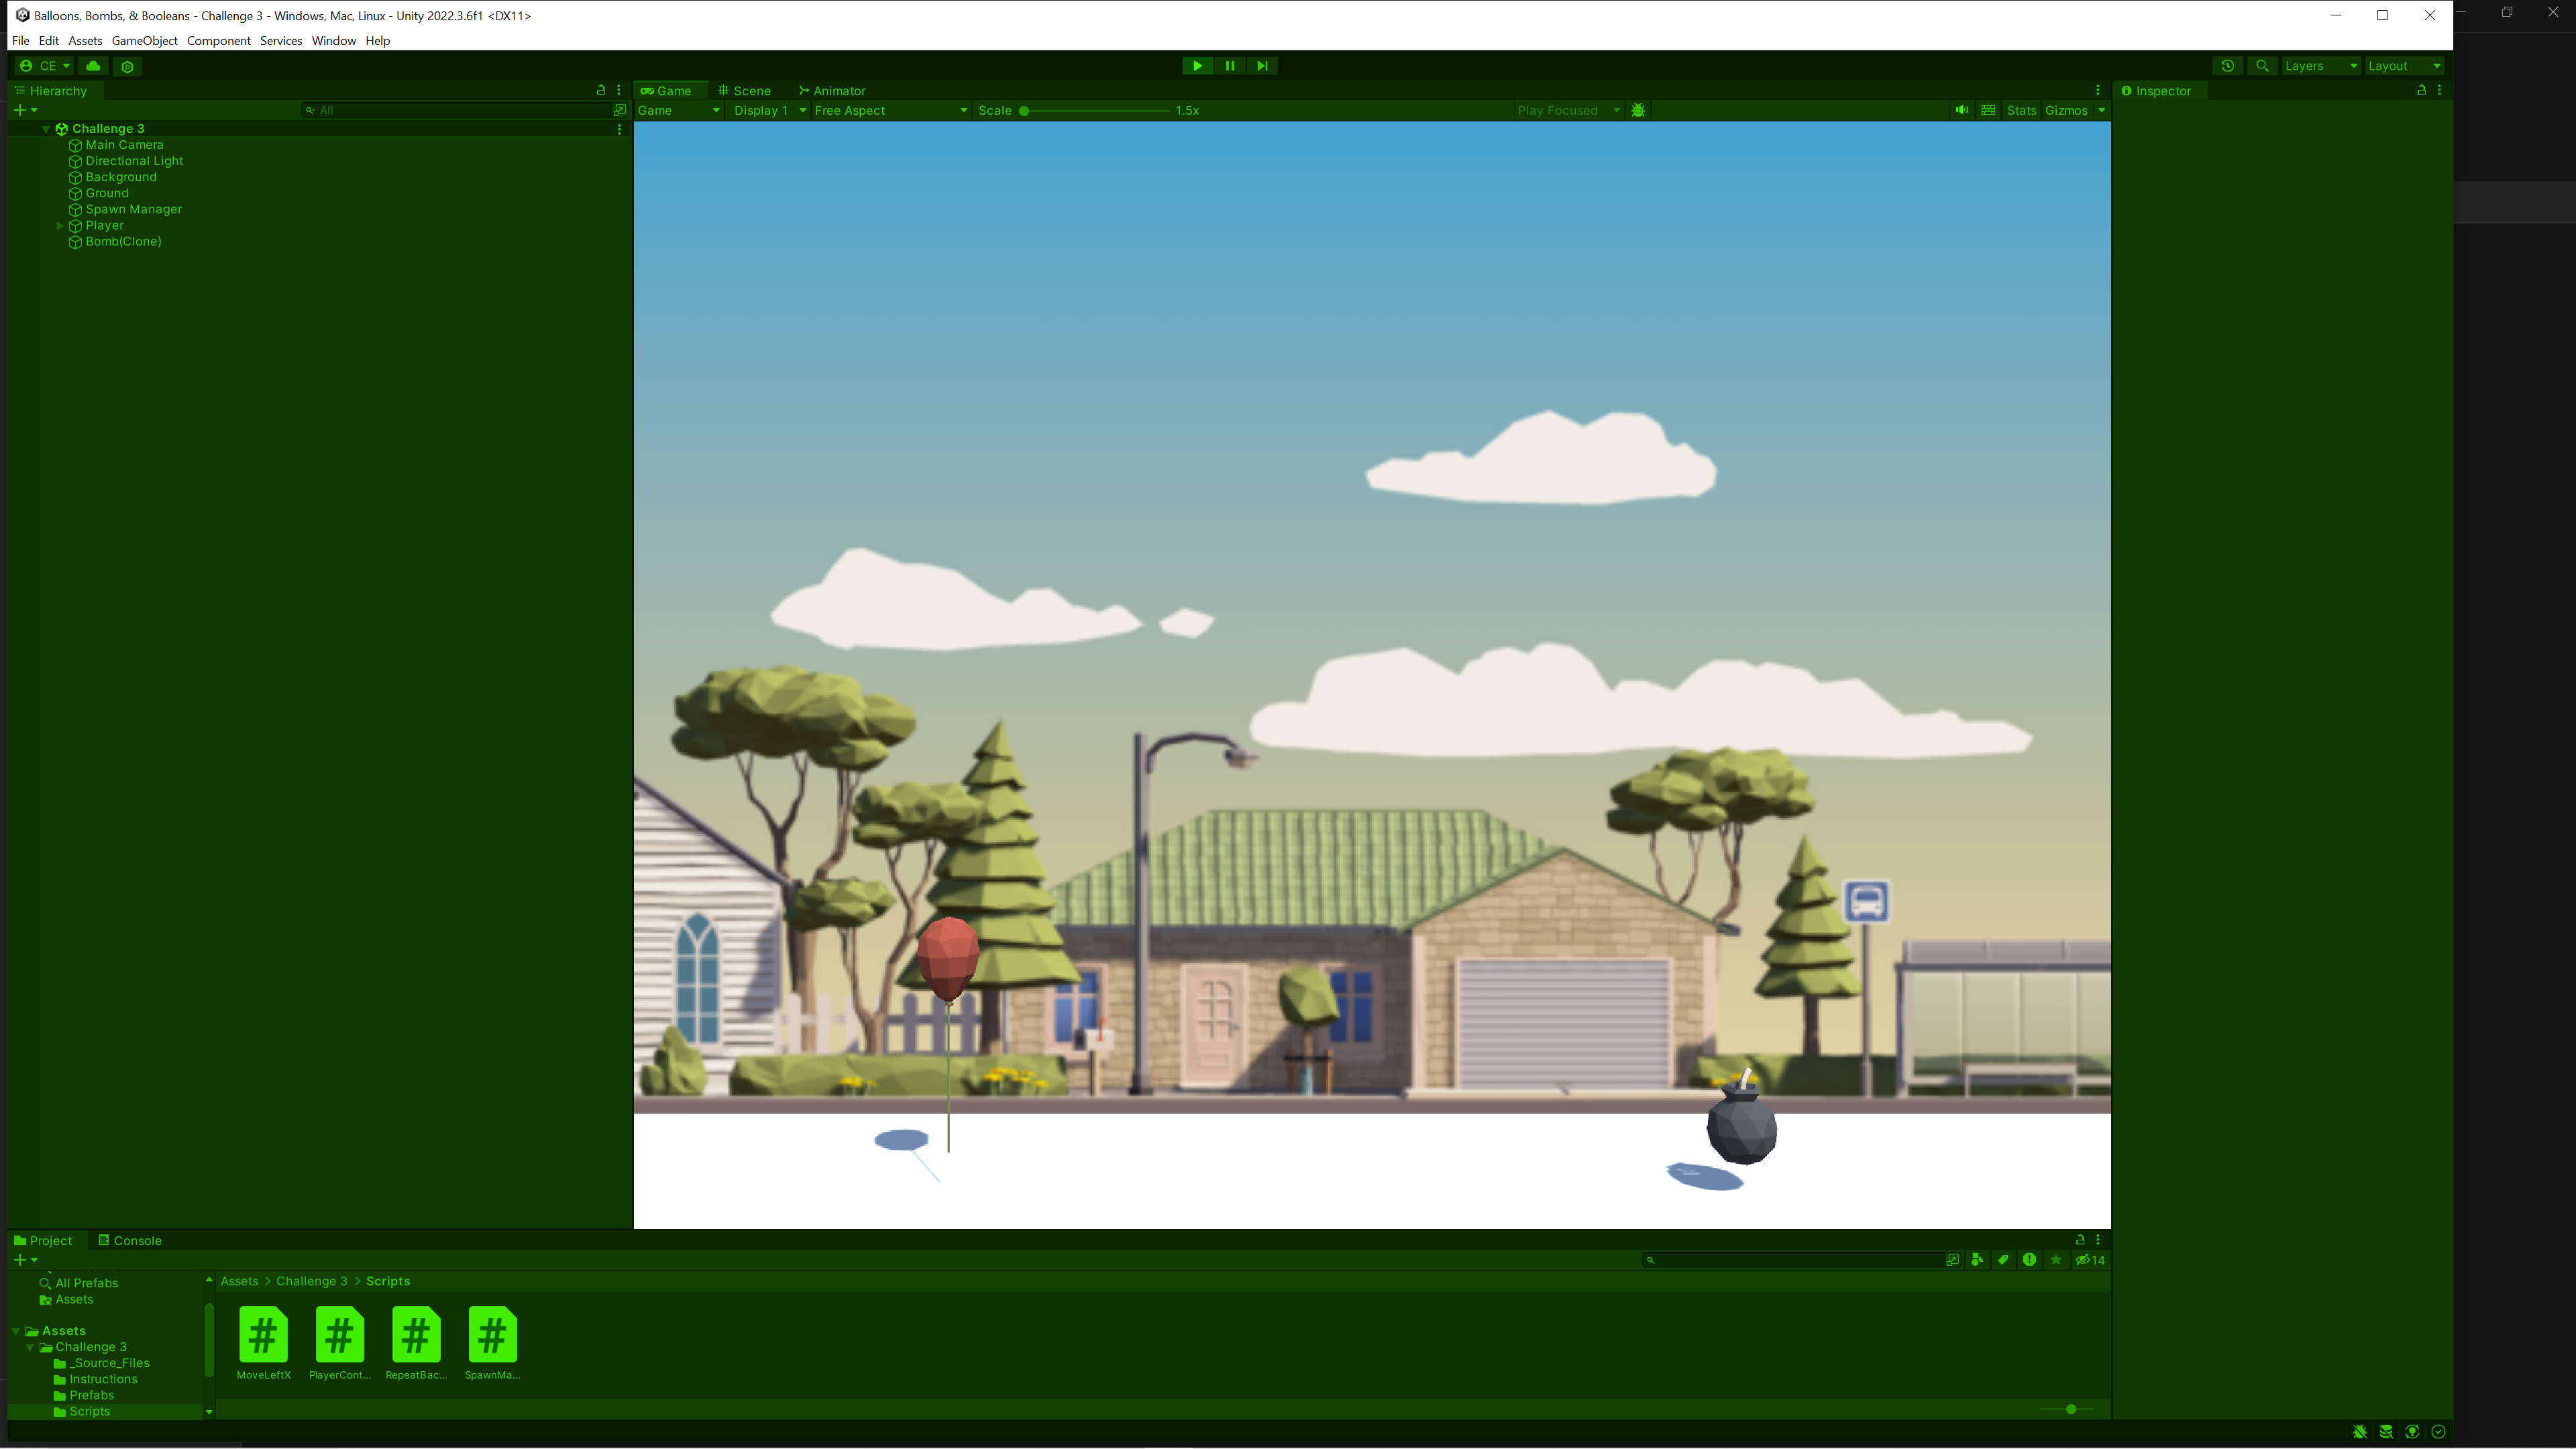 Balloons, Bombs, & Booleans - Challenge 3 - Windows, Mac, Linux - Unity 2022.3.6f1 <DX11>
File Edit Assets GameObject Component Services Window Help
CE
Layers Layout
Hierarchy
Game Scene Animator
Inspector
All
Game Display 1 Free Aspect Scale 1.5x Play Focused Stats Gizmos
Challenge 3
Main Camera
Directional Light
Background
Ground
Spawn Manager
Player
Bomb(Clone)
Project Console
14
All Prefabs
Assets
Assets
Challenge 3
_Source_Files
Instructions
Prefabs
Scripts
Assets > Challenge 3 > Scripts
# # # #
MoveLeftX PlayerCont... RepeatBac... SpawnMa...